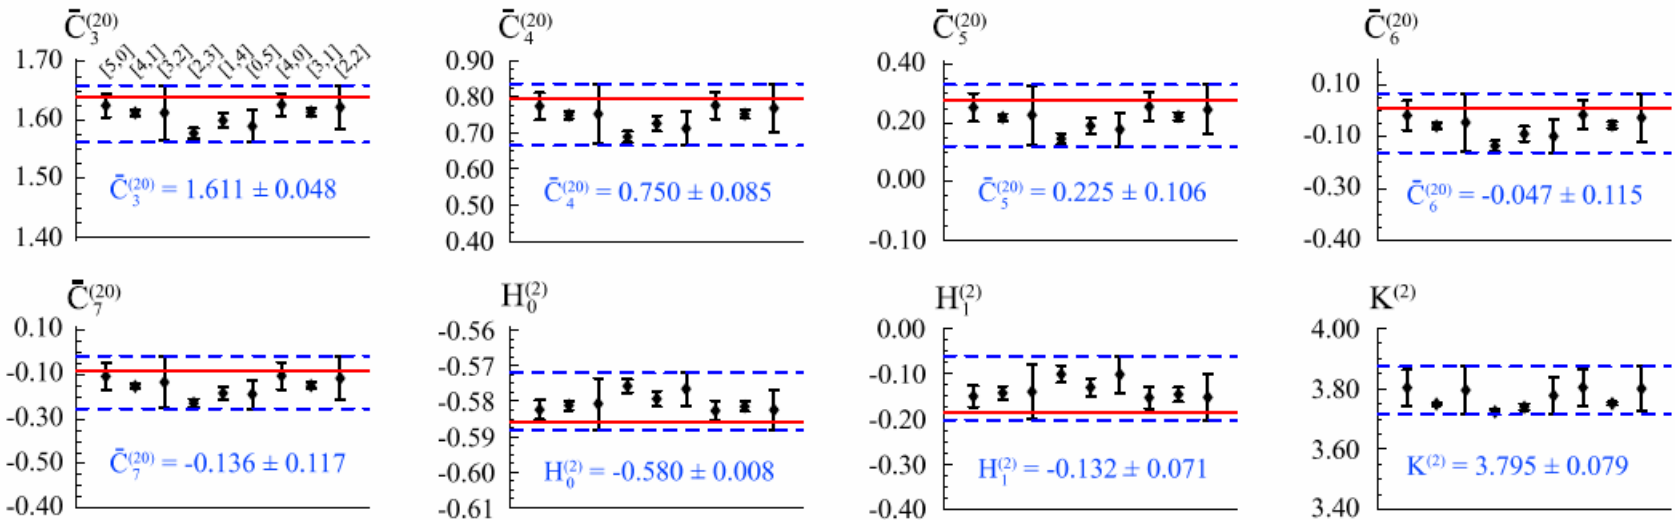 C̄₃⁽²⁰⁾
1.70
1.60
1.50
1.40
[5,0] [4,1] [3,2] [2,3] [1,4] [0,5] [4,0] [3,1] [2,2]
C̄₃⁽²⁰⁾ = 1.611 ± 0.048
C̄₄⁽²⁰⁾
0.90
0.80
0.70
0.60
0.50
0.40
C̄₄⁽²⁰⁾ = 0.750 ± 0.085
C̄₅⁽²⁰⁾
0.40
0.20
0.00
-0.10
C̄₅⁽²⁰⁾ = 0.225 ± 0.106
C̄₆⁽²⁰⁾
0.10
-0.10
-0.30
-0.40
C̄₆⁽²⁰⁾ = -0.047 ± 0.115
C̄₇⁽²⁰⁾
0.10
-0.10
-0.30
-0.50
-0.40
C̄₇⁽²⁰⁾ = -0.136 ± 0.117
H₀⁽²⁾
-0.56
-0.57
-0.58
-0.59
-0.60
-0.61
H₀⁽²⁾ = -0.580 ± 0.008
H₁⁽²⁾
0.00
-0.10
-0.20
-0.30
-0.40
H₁⁽²⁾ = -0.132 ± 0.071
K⁽²⁾
4.00
3.80
3.60
3.40
K⁽²⁾ = 3.795 ± 0.079